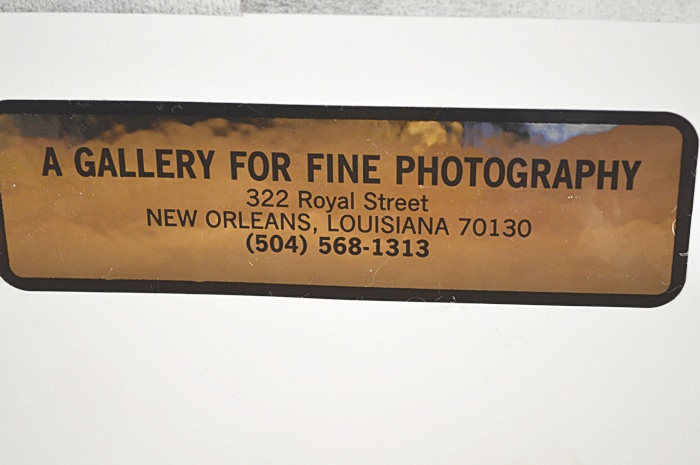 A GALLERY FOR FINE PHOTOGRAPHY
322 Royal Street
NEW ORLEANS, LOUISIANA 70130
(504) 568-1313